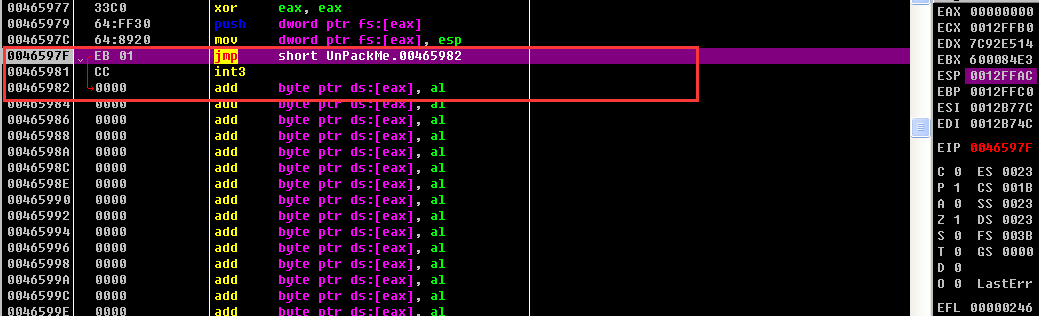 00465977 33C0 xor eax, eax
00465979 64:FF30 push dword ptr fs:[eax]
0046597C 64:8920 mov dword ptr fs:[eax], esp
0046597F EB 01 jmp short UnPackMe.00465982
00465981 CC int3
00465982 0000 add byte ptr ds:[eax], al
00465984 0000 add byte ptr ds:[eax], al
00465986 0000 add byte ptr ds:[eax], al
00465988 0000 add byte ptr ds:[eax], al
0046598A 0000 add byte ptr ds:[eax], al
0046598C 0000 add byte ptr ds:[eax], al
0046598E 0000 add byte ptr ds:[eax], al
00465990 0000 add byte ptr ds:[eax], al
00465992 0000 add byte ptr ds:[eax], al
00465994 0000 add byte ptr ds:[eax], al
00465996 0000 add byte ptr ds:[eax], al
00465998 0000 add byte ptr ds:[eax], al
0046599A 0000 add byte ptr ds:[eax], al
0046599C 0000 add byte ptr ds:[eax], al
0046599E 0000 add byte ptr ds:[eax], al
EAX 00000000
ECX 0012FFB0
EDX 7C92E514
EBX 600084E3
ESP 0012FFAC
EBP 0012FFC0
ESI 0012B77C
EDI 0012B74C
EIP 0046597F
C 0 ES 0023
P 1 CS 001B
A 0 SS 0023
Z 1 DS 0023
S 0 FS 003B
T 0 GS 0000
D 0
O 0 LastErr
EFL 00000246